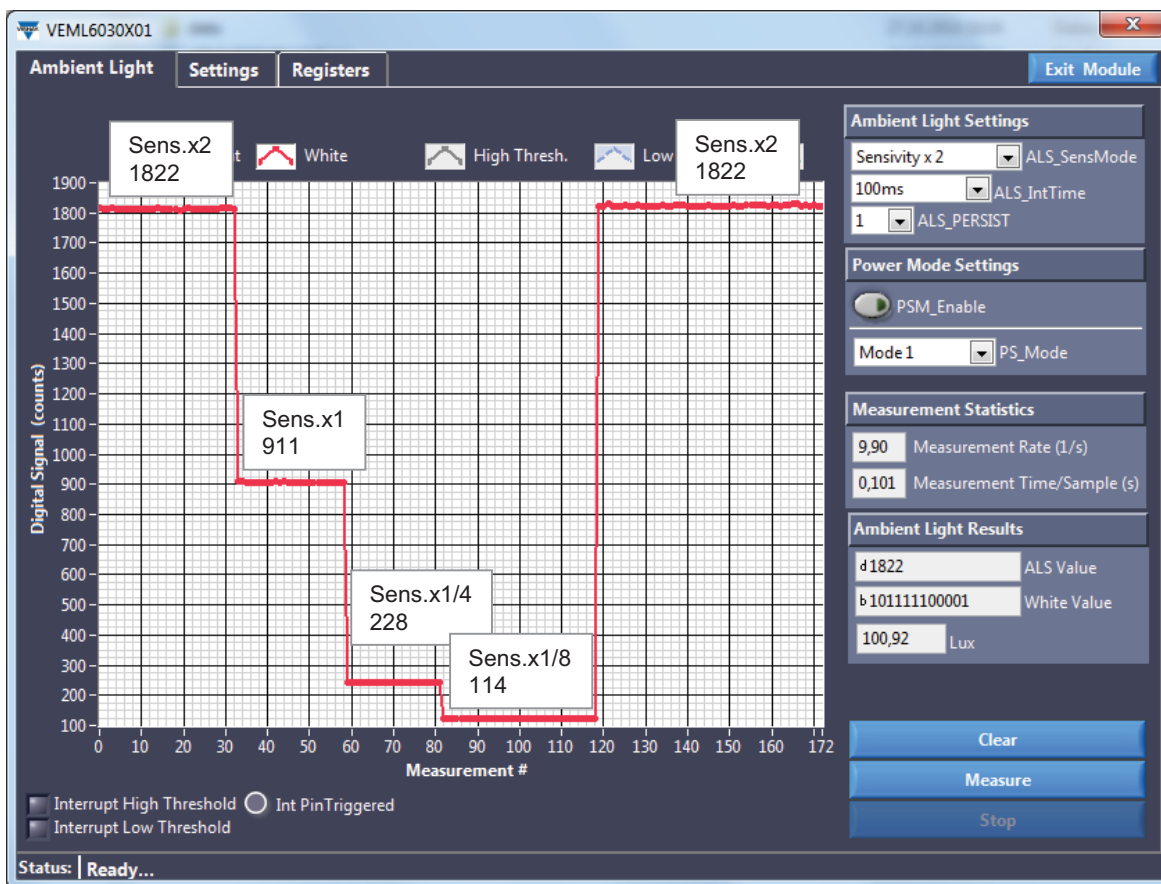 VEML6030X01
Ambient Light
Settings
Registers
Exit Module
Sens.x2
1822
White
High Thresh.
Low
Sens.x2
1822
1900
1800
1700
1600
1500
1400
1300
1200
1100
1000
900
800
700
600
500
400
300
200
100
Digital Signal (counts)
Sens.x1
911
Sens.x1/4
228
Sens.x1/8
114
0 10 20 30 40 50 60 70 80 90 100 110 120 130 140 150 160 172
Measurement #
Interrupt High Threshold
Int PinTriggered
Interrupt Low Threshold
Ambient Light Settings
Sensivity x 2 ALS_SensMode
100ms ALS_IntTime
1 ALS_PERSIST
Power Mode Settings
PSM_Enable
Mode 1 PS_Mode
Measurement Statistics
9,90 Measurement Rate (1/s)
0,101 Measurement Time/Sample (s)
Ambient Light Results
d 1822 ALS Value
b 101111100001 White Value
100,92 Lux
Clear
Measure
Stop
Status: Ready...